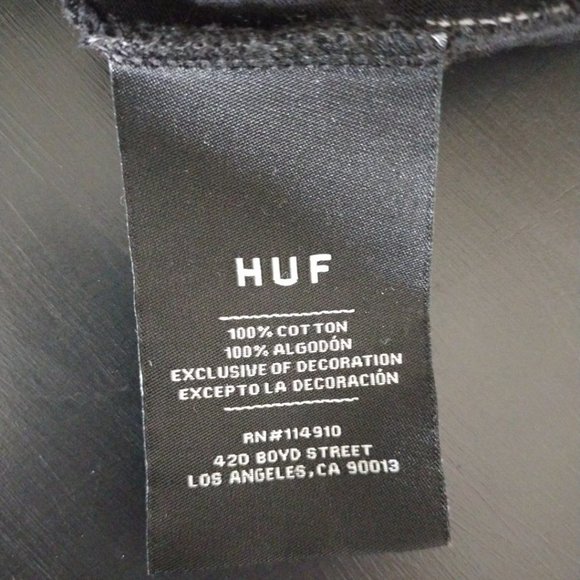 HUF
100% COTTON
100% ALGODÓN
EXCLUSIVE OF DECORATION
EXCEPTO LA DECORACIÓN
RN#114910
420 BOYD STREET
LOS ANGELES, CA 90013